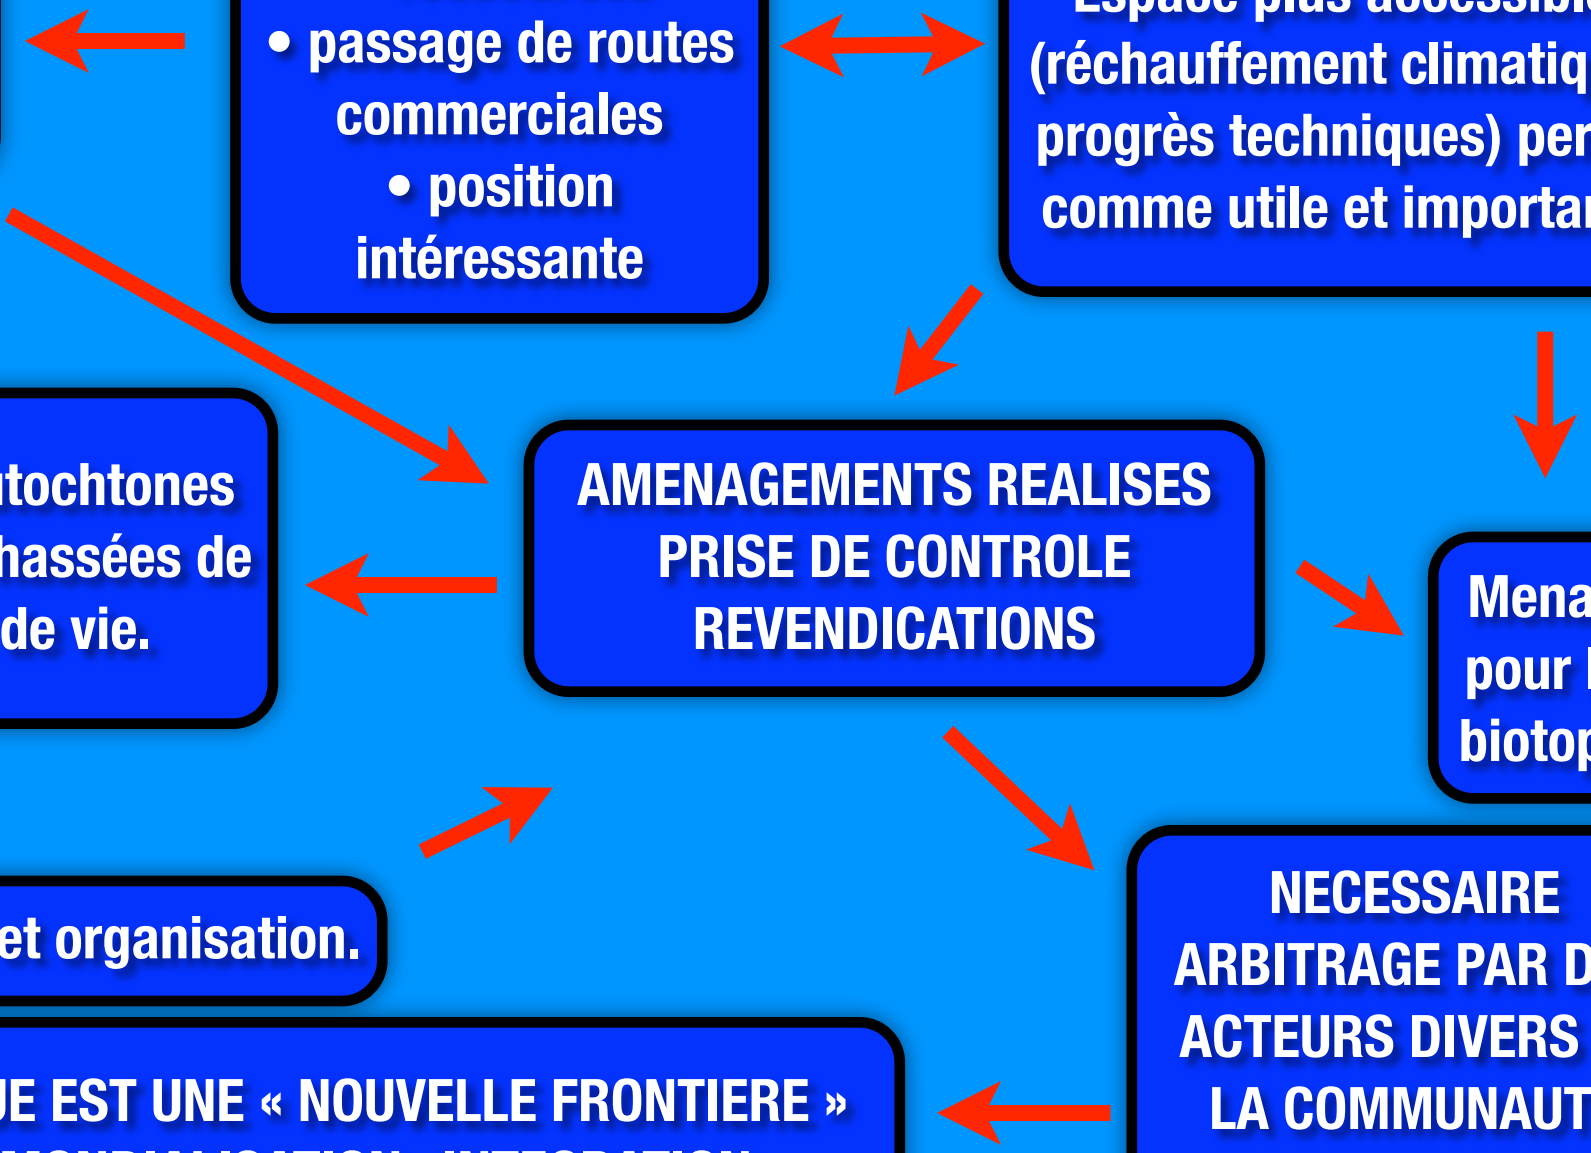 • passage de routes
commerciales
• position
intéressante
(réchauffement climatiq
progrès techniques) per
comme utile et importa
utochtones
hassées de
de vie.
AMENAGEMENTS REALISES
PRISE DE CONTROLE
REVENDICATIONS
Mena
pour
biotop
et organisation.
NECESSAIRE
ARBITRAGE PAR D
ACTEURS DIVERS
LA COMMUNAUT
UE EST UNE « NOUVELLE FRONTIERE »